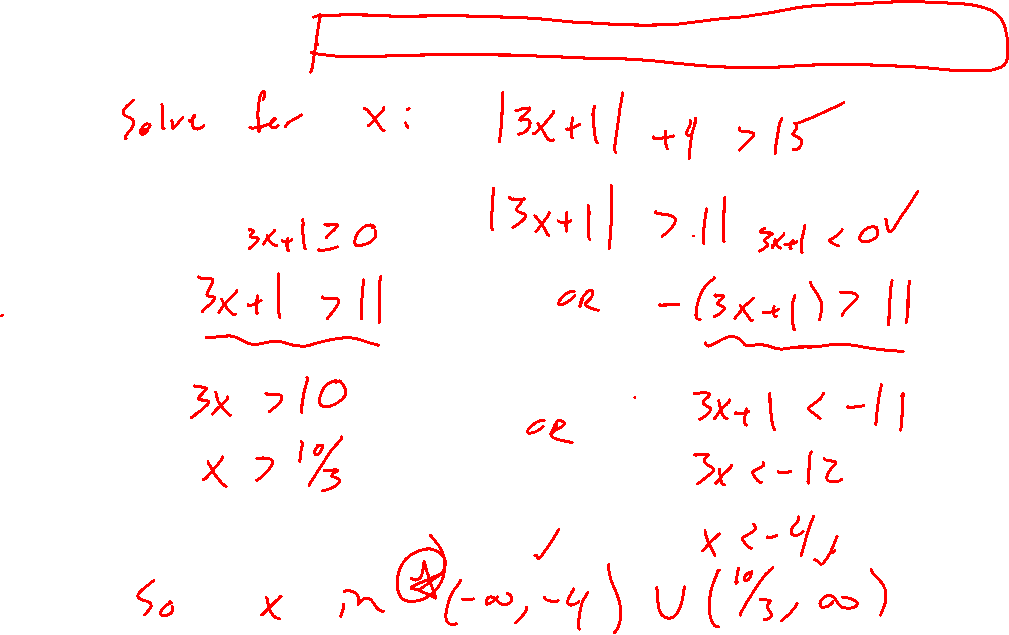 Solve for x: |3x+1| +4 > 15 ✓
|3x+1| > 11
3x+1 ≥ 0 3x+1 < 0 ✓
3x+1 > 11 OR -(3x+1) > 11
3x > 10 OR 3x+1 < -11
x > 10/3 3x < -12
x < -4 ✓
So x in ☆ (-∞, -4) ∪ (10/3, ∞) ✓